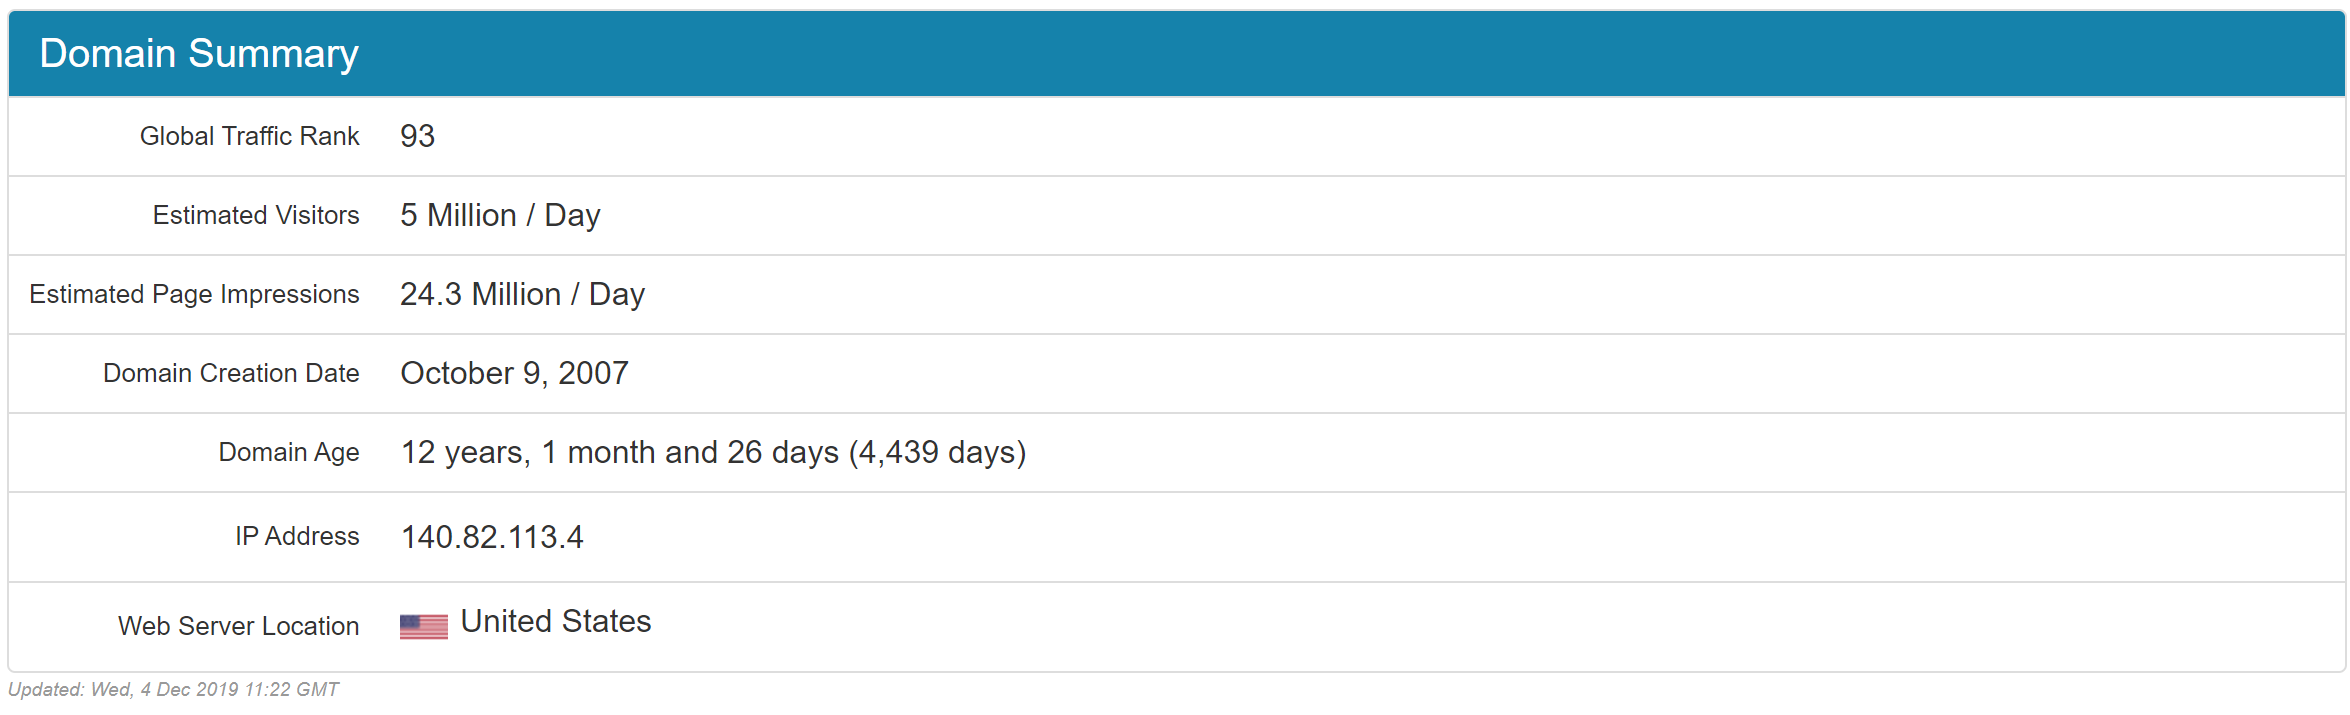 Domain Summary
Global Traffic Rank 93
Estimated Visitors 5 Million / Day
Estimated Page Impressions 24.3 Million / Day
Domain Creation Date October 9, 2007
Domain Age 12 years, 1 month and 26 days (4,439 days)
IP Address 140.82.113.4
Web Server Location United States
Updated: Wed, 4 Dec 2019 11:22 GMT